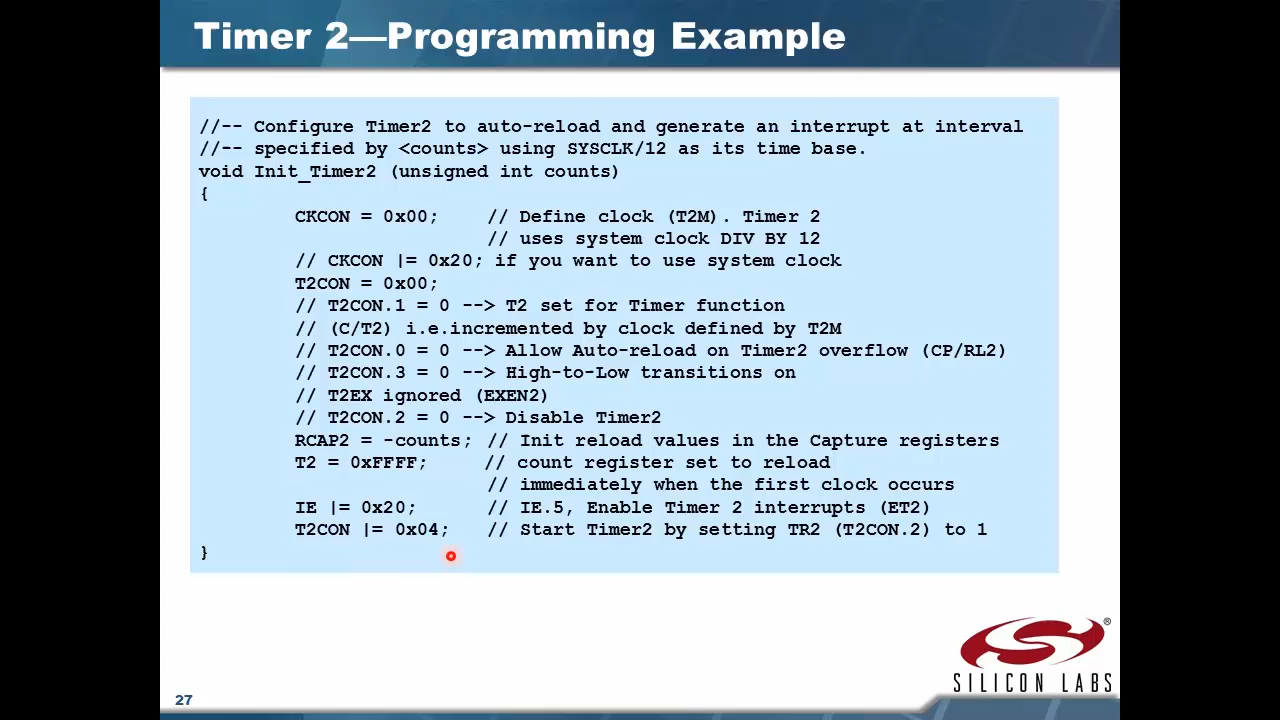 Timer 2—Programming Example
//-- Configure Timer2 to auto-reload and generate an interrupt at interval
//-- specified by <counts> using SYSCLK/12 as its time base.
void Init_Timer2 (unsigned int counts)
{
CKCON = 0x00; // Define clock (T2M). Timer 2
// uses system clock DIV BY 12
// CKCON |= 0x20; if you want to use system clock
T2CON = 0x00;
// T2CON.1 = 0 --> T2 set for Timer function
// (C/T2) i.e.incremented by clock defined by T2M
// T2CON.0 = 0 --> Allow Auto-reload on Timer2 overflow (CP/RL2)
// T2CON.3 = 0 --> High-to-Low transitions on
// T2EX ignored (EXEN2)
// T2CON.2 = 0 --> Disable Timer2
RCAP2 = -counts; // Init reload values in the Capture registers
T2 = 0xFFFF; // count register set to reload
// immediately when the first clock occurs
IE |= 0x20; // IE.5, Enable Timer 2 interrupts (ET2)
T2CON |= 0x04; // Start Timer2 by setting TR2 (T2CON.2) to 1
}
®
SILICON LABS
27